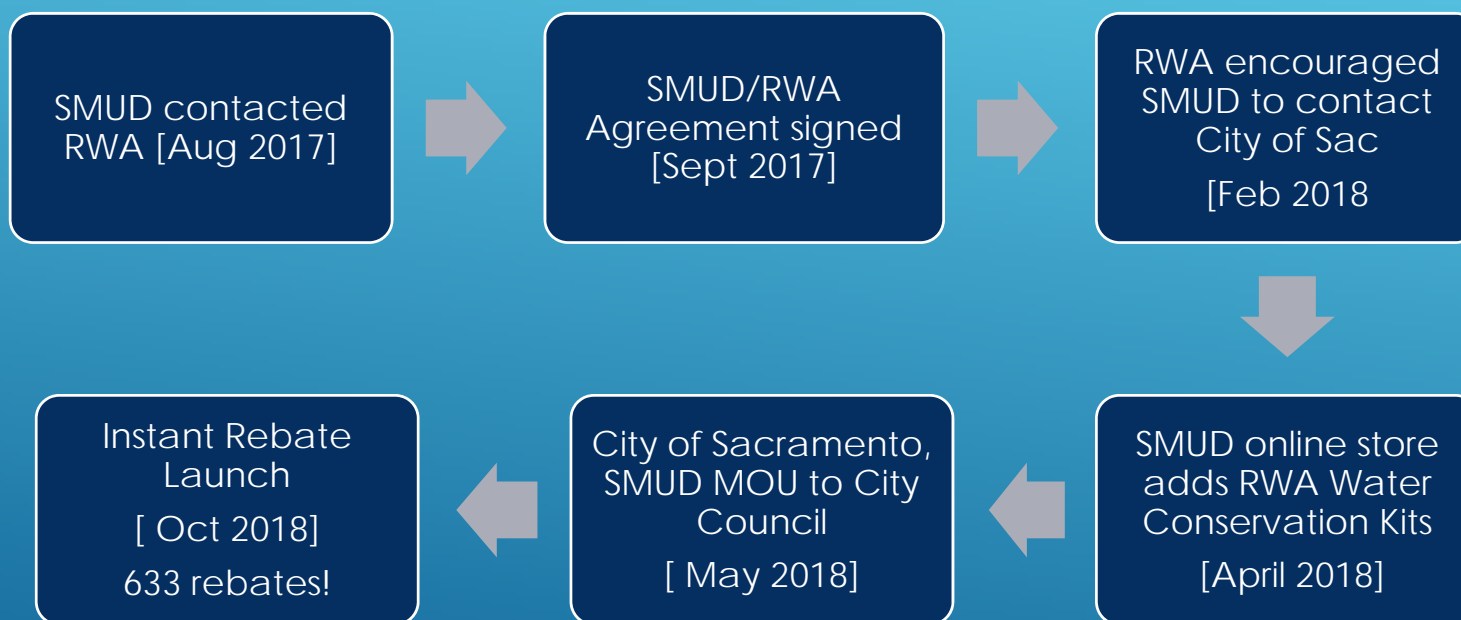 SMUD contacted
RWA [Aug 2017]
SMUD/RWA
Agreement signed
[Sept 2017]
RWA encouraged
SMUD to contact
City of Sac
[Feb 2018
SMUD online store
adds RWA Water
Conservation Kits
[April 2018]
City of Sacramento,
SMUD MOU to City
Council
[ May 2018]
Instant Rebate
Launch
[ Oct 2018]
633 rebates!